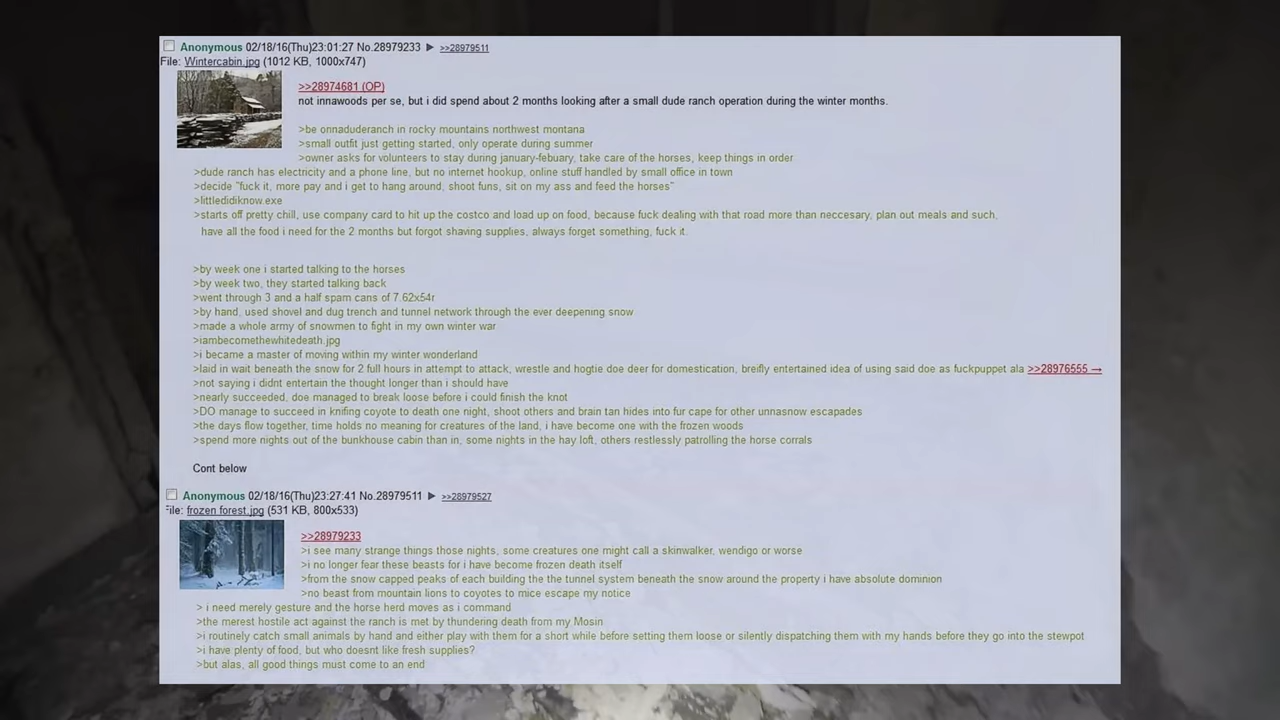 Anonymous 02/18/16(Thu)23:01:27 No.28979233 ▶ >>28979511
File: Wintercabin.jpg (1012 KB, 1000x747)
>>28974681 (OP)
not innawoods per se, but i did spend about 2 months looking after a small dude ranch operation during the winter months.
>be onnaduderanch in rocky mountains northwest montana
>small outfit just getting started, only operate during summer
>owner asks for volunteers to stay during january-febuary, take care of the horses, keep things in order
>dude ranch has electricity and a phone line, but no internet hookup, online stuff handled by small office in town
>decide "fuck it, more pay and i get to hang around, shoot funs, sit on my ass and feed the horses"
>littledidiknow.exe
>starts off pretty chill, use company card to hit up the costco and load up on food, because fuck dealing with that road more than neccesary, plan out meals and such,
have all the food i need for the 2 months but forgot shaving supplies, always forget something, fuck it.
>by week one i started talking to the horses
>by week two, they started talking back
>went through 3 and a half spam cans of 7.62x54r
>by hand, used shovel and dug trench and tunnel network through the ever deepening snow
>made a whole army of snowmen to fight in my own winter war
>iambecomethewhitedeath.jpg
>i became a master of moving within my winter wonderland
>laid in wait beneath the snow for 2 full hours in attempt to attack, wrestle and hogtie doe deer for domestication, breifly entertained idea of using said doe as fuckpuppet ala >>28976555 →
>not saying i didnt entertain the thought longer than i should have
>nearly succeeded, doe managed to break loose before i could finish the knot
>DO manage to succeed in knifing coyote to death one night, shoot others and brain tan hides into fur cape for other unnasnow escapades
>the days flow together, time holds no meaning for creatures of the land, i have become one with the frozen woods
>spend more nights out of the bunkhouse cabin than in, some nights in the hay loft, others restlessly patrolling the horse corrals
Cont below
Anonymous 02/18/16(Thu)23:27:41 No.28979511 ▶ >>28979527
File: frozen forest.jpg (531 KB, 800x533)
>>28979233
>i see many strange things those nights, some creatures one might call a skinwalker, wendigo or worse
>i no longer fear these beasts for i have become frozen death itself
>from the snow capped peaks of each building the the tunnel system beneath the snow around the property i have absolute dominion
>no beast from mountain lions to coyotes to mice escape my notice
> i need merely gesture and the horse herd moves as i command
>the merest hostile act against the ranch is met by thundering death from my Mosin
>i routinely catch small animals by hand and either play with them for a short while before setting them loose or silently dispatching them with my hands before they go into the stewpot
>i have plenty of food, but who doesnt like fresh supplies?
>but alas, all good things must come to an end